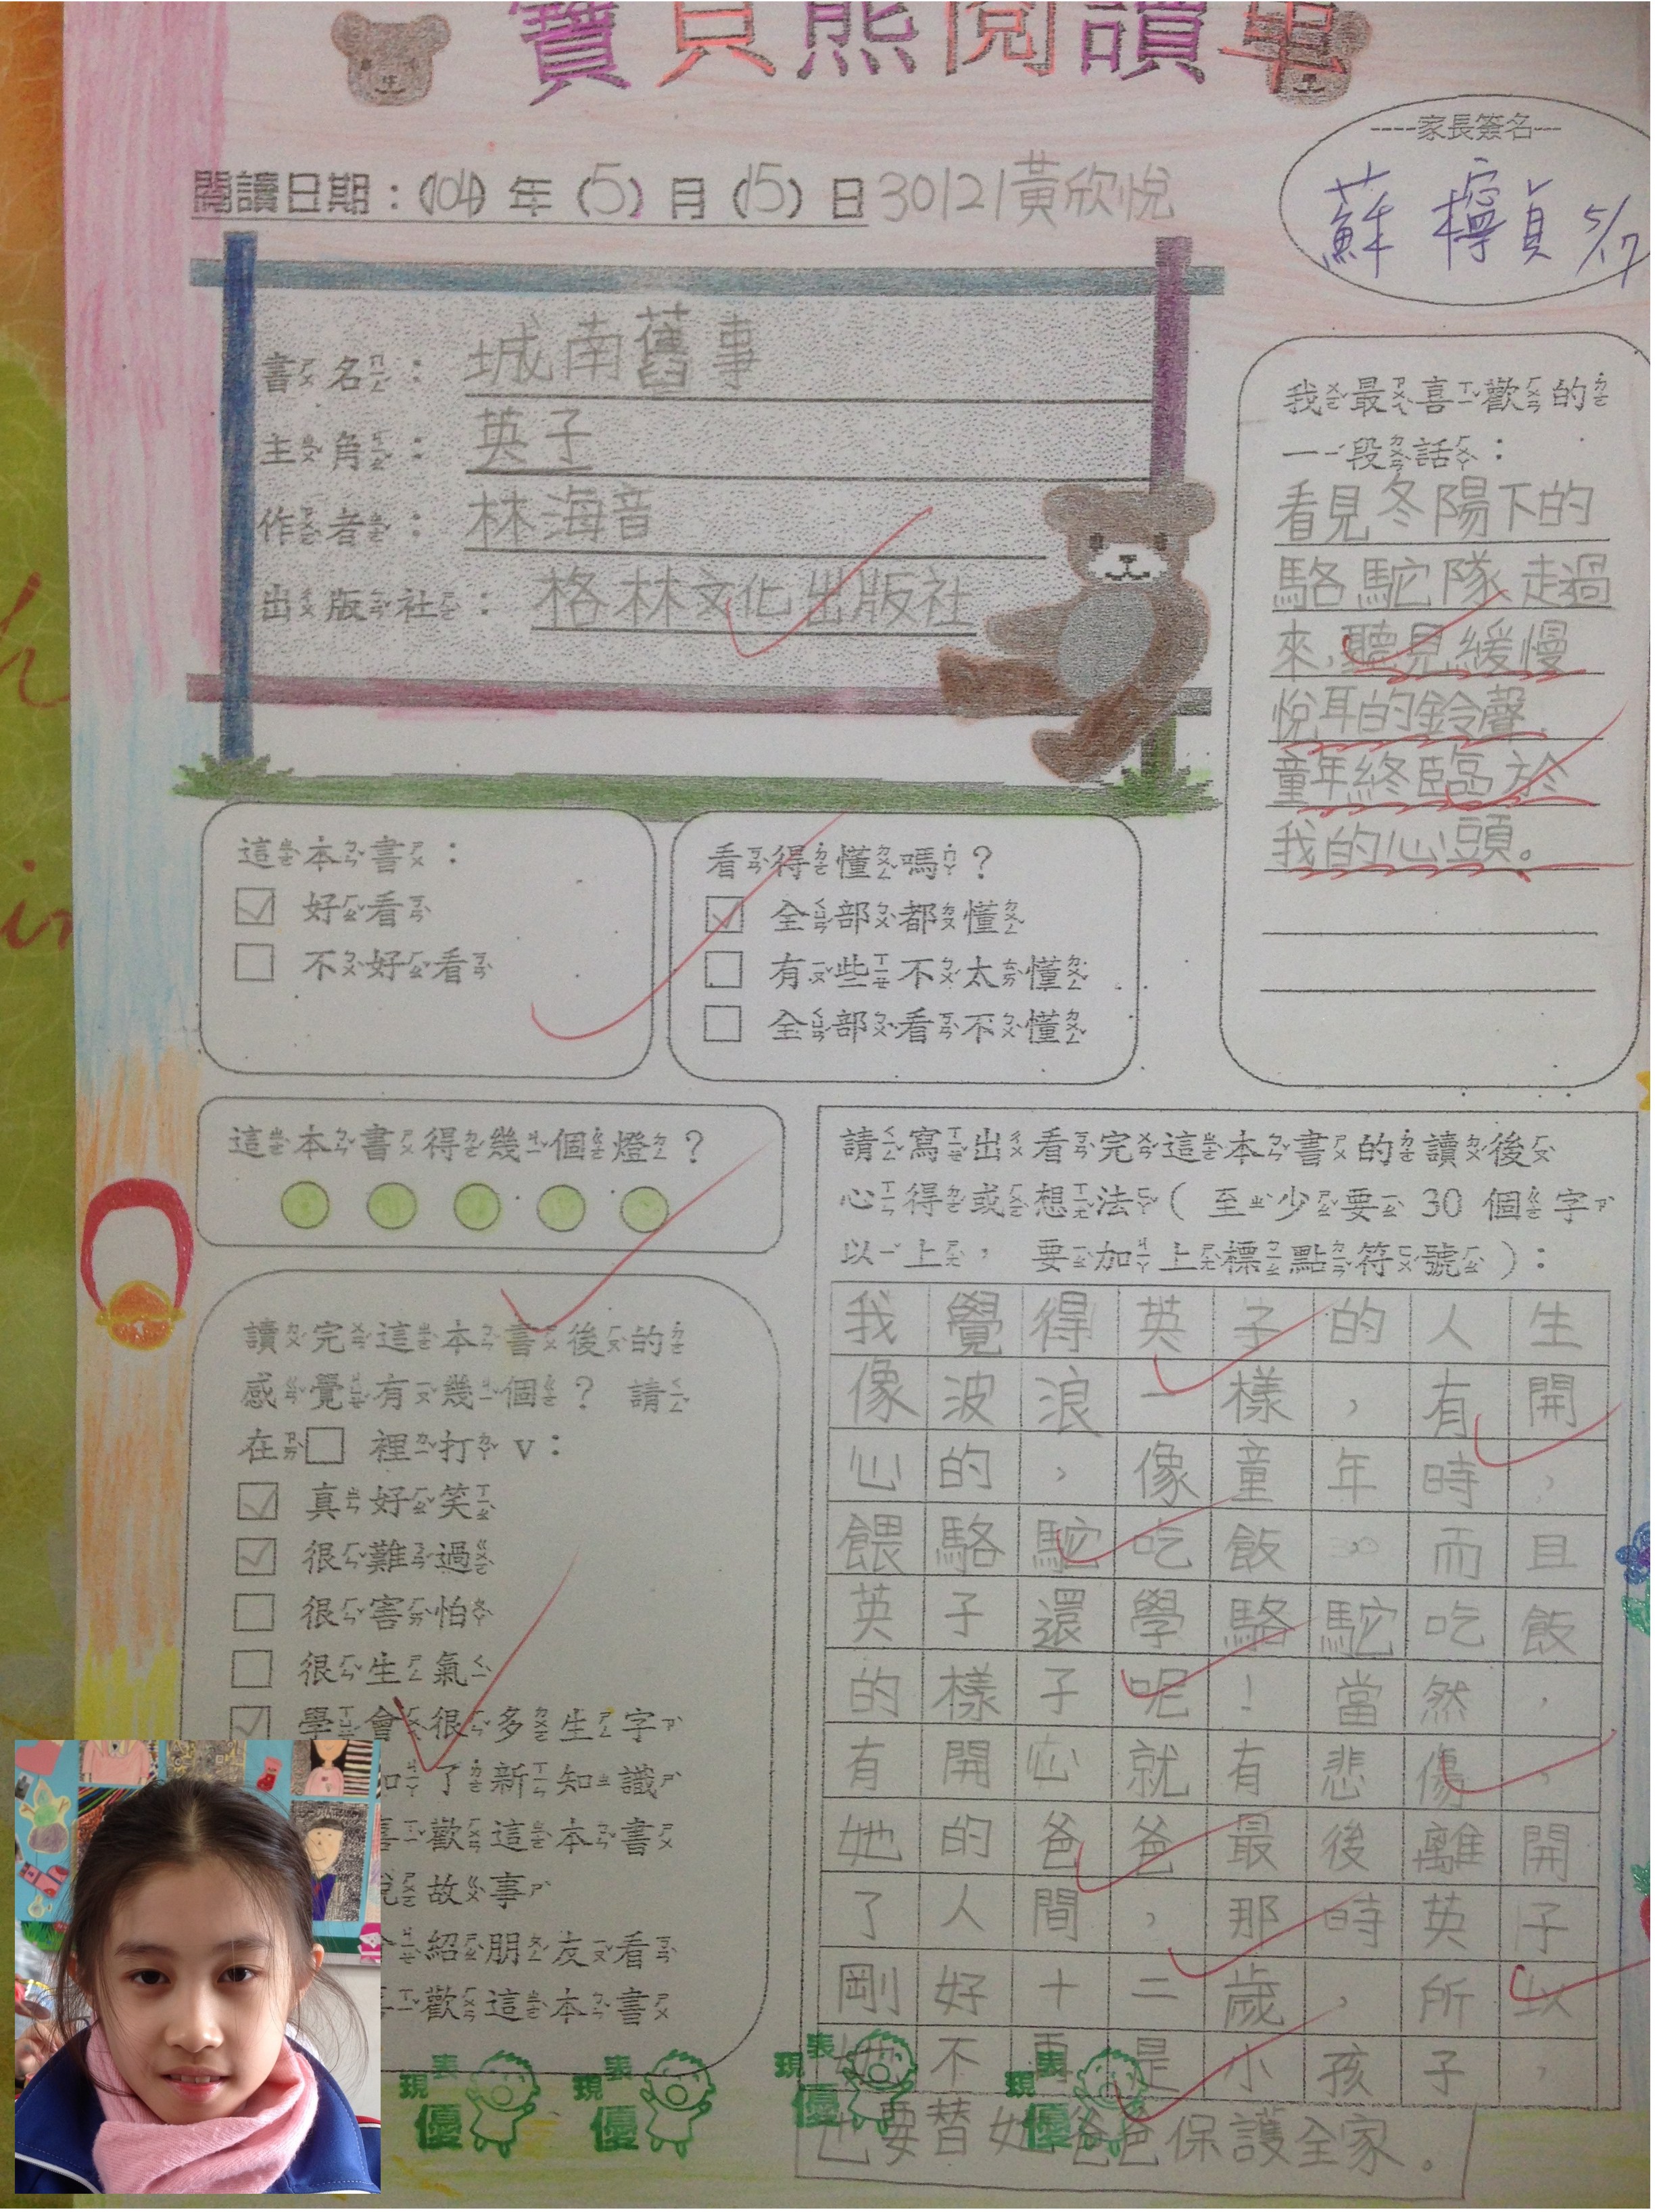 寶貝熊閱讀單
----家長簽名---
蘇 貞 5/17
閱讀日期：(104) 年 (5) 月 (15) 日 30121黃欣悅
書名： 城南舊事
主角： 英子
作者： 林海音
出版社： 格林文化出版社
我最喜歡的
一段話：
看見冬陽下的
駱駝隊走過
來，聽見緩慢
悅耳的鈴聲，
童年終臨於
我的心頭。
這本書：
☑ 好看
□ 不好看
看得懂嗎？
☑ 全部都懂
□ 有些不太懂
□ 全部看不懂
這本書得幾個燈？
讀完這本書後的
感覺有幾個？ 請
在□ 裡打 v：
☑ 真好笑
☑ 很難過
□ 很害怕
□ 很生氣
☑ 學會很多生字
加了新知識
喜歡這本書
說故事
介紹朋友看
喜歡這本書
請寫出看完這本書的讀後
心得或想法( 至少要 30 個字
以上， 要加上標點符號)：
我覺得英子的人生
像波浪一樣，有開
心的，像童年時，
餵駱駝吃飯 而且
英子還學駱駝吃飯
的樣子呢！當然，
有開心就有悲傷，
她的爸爸最後離開
了人間，那時英仔
剛好十二歲，所以
她不再是小孩子，
也要替她爸爸保護全家。
表現優
表現優
表現優
表現優